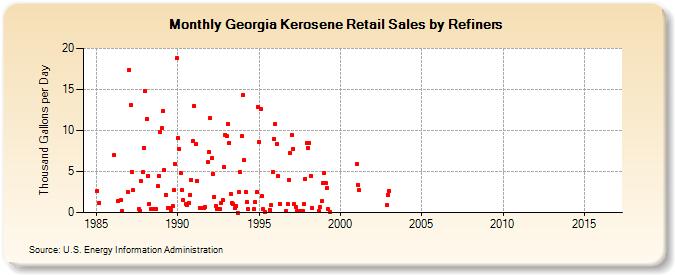 Monthly Georgia Kerosene Retail Sales by Refiners
Thousand Gallons per Day
20
15
10
5
0
1985 1990 1995 2000 2005 2010 2015
Source: U.S. Energy Information Administration